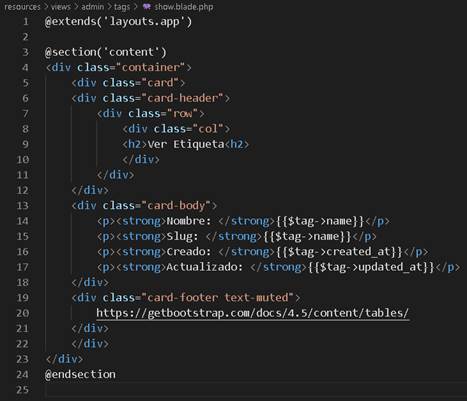 resources > views > admin > tags > show.blade.php
1 @extends('layouts.app')
2
3 @section('content')
4 <div class="container">
5     <div class="card">
6     <div class="card-header">
7         <div class="row">
8             <div class="col">
9             <h2>Ver Etiqueta<h2>
10             </div>
11         </div>
12     </div>
13     <div class="card-body">
14         <p><strong>Nombre: </strong>{{$tag->name}}</p>
15         <p><strong>Slug: </strong>{{$tag->name}}</p>
16         <p><strong>Creado: </strong>{{$tag->created_at}}</p>
17         <p><strong>Actualizado: </strong>{{$tag->updated_at}}</p>
18     </div>
19     <div class="card-footer text-muted">
20         https://getbootstrap.com/docs/4.5/content/tables/
21     </div>
22     </div>
23 </div>
24 @endsection
25